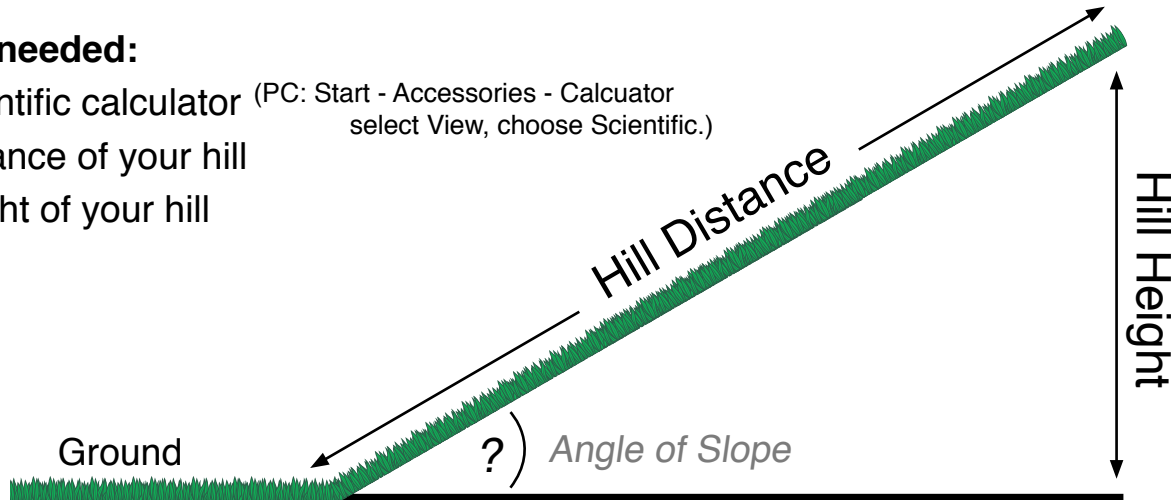 needed:
ntific calculator (PC: Start - Accessories - Calcuator
select View, choose Scientific.)
ance of your hill
ht of your hill
Hill Distance
Hill Height
Ground
? Angle of Slope